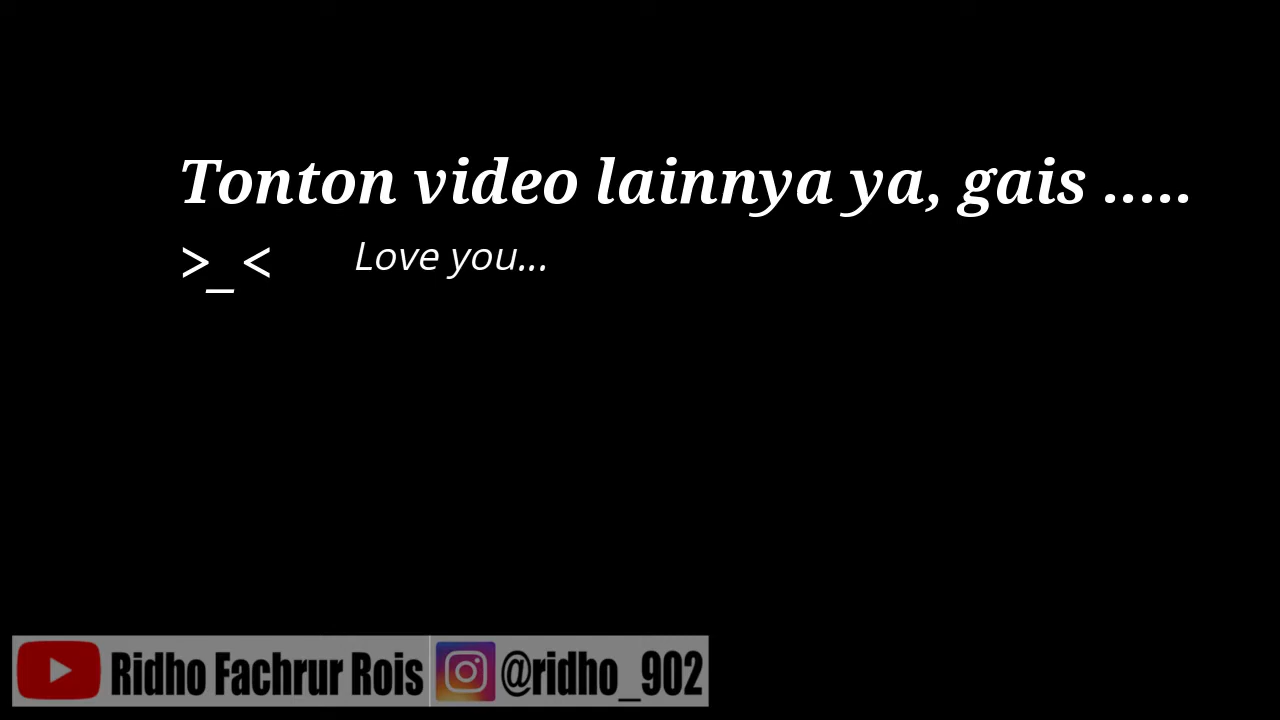 Tonton video lainnya ya, gais .....
>_< Love you...
Ridho Fachrur Rois @ridho_902